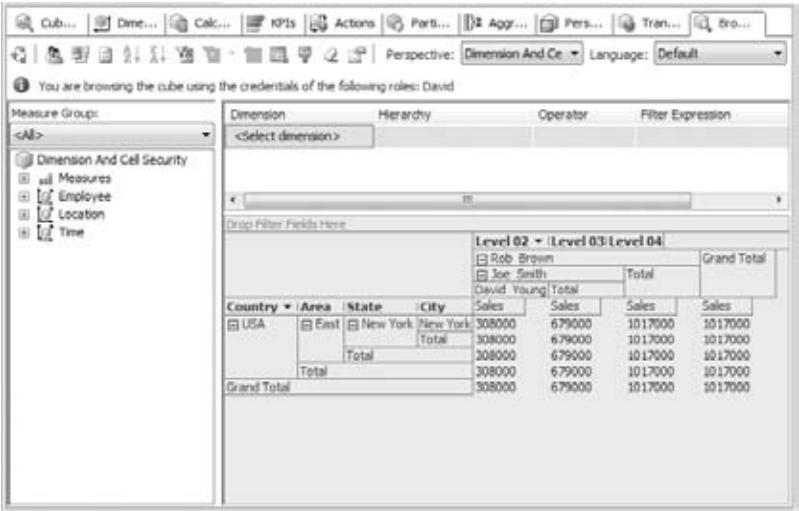 Cub... Dime... Calc... KPIs Actions Parti... Aggr... Pers... Tran... Bro...
Perspective: Dimension And Ce Language: Default
You are browsing the cube using the credentials of the following roles: David
Measure Group:
<All>
Dimension And Cell Security
Measures
Employee
Location
Time
Dimension Hierarchy Operator Filter Expression
<Select dimension>
Drop Filter Fields Here
Level 02 Level 03 Level 04
Rob Brown Grand Total
Joe Smith Total
David Young Total
Country Area State City Sales Sales Sales Sales
USA East New York New York 308000 679000 1017000 1017000
Total 308000 679000 1017000 1017000
Total 308000 679000 1017000 1017000
Total 308000 679000 1017000 1017000
Grand Total 308000 679000 1017000 1017000